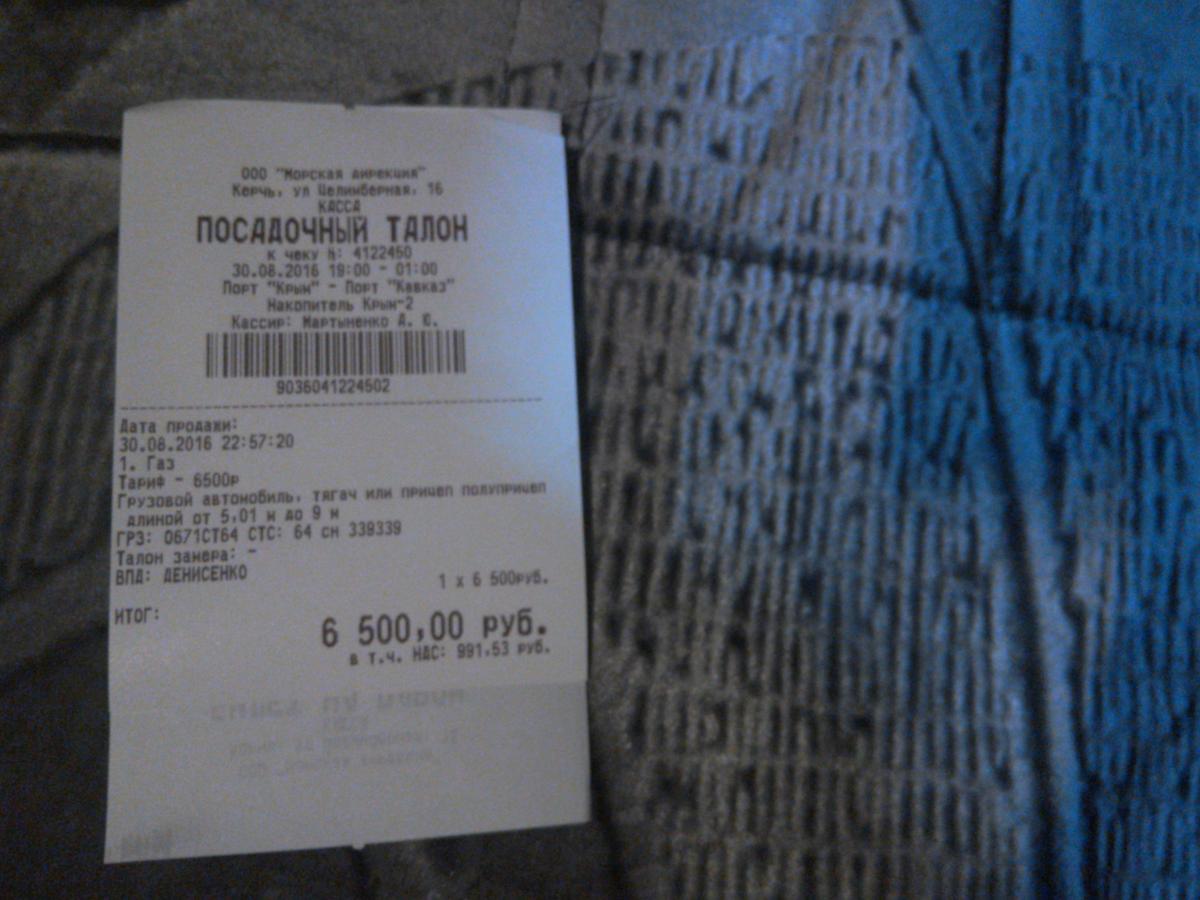 ООО "Морская дирекция"
Керчь, ул Целимберная, 16
КАССА
ПОСАДОЧНЫЙ ТАЛОН
к чеку N: 4122450
30.08.2016 19:00 - 01:00
Порт "Крым" - Порт "Кавказ"
Накопитель Крым-2
Кассир: Мартыненко А. Ю.
9036041224502
Дата продажи:
30.08.2016 22:57:20
1. Газ
Тариф - 6500р
Грузовой автомобиль, тягач или прицеп полуприцеп
длиной от 5,01 м до 9 м
ГРЗ: О671СТ64 СТС: 64 сн 339339
Талон замера: -
ВПД: ДЕНИСЕНКО
1 x 6 500руб.
ИТОГ:
6 500,00 руб.
в т.ч. НДС: 991.53 руб.